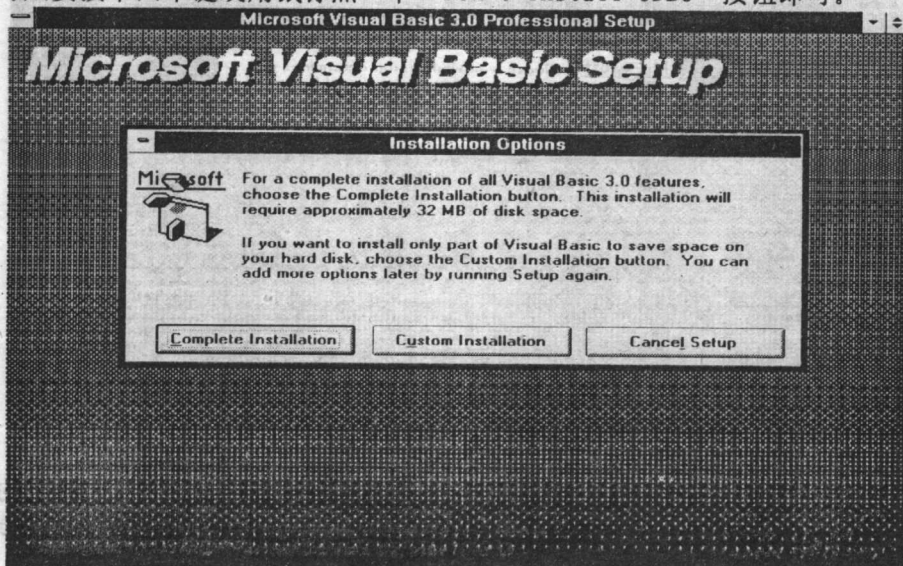 按钮即可。
Microsoft Visual Basic 3.0 Professional Setup
Microsoft Visual Basic Setup
Installation Options
Microsoft
For a complete installation of all Visual Basic 3.0 features,
choose the Complete Installation button. This installation will
require approximately 32 MB of disk space.
If you want to install only part of Visual Basic to save space on
your hard disk, choose the Custom Installation button. You can
add more options later by running Setup again.
Complete Installation
Custom Installation
Cancel Setup